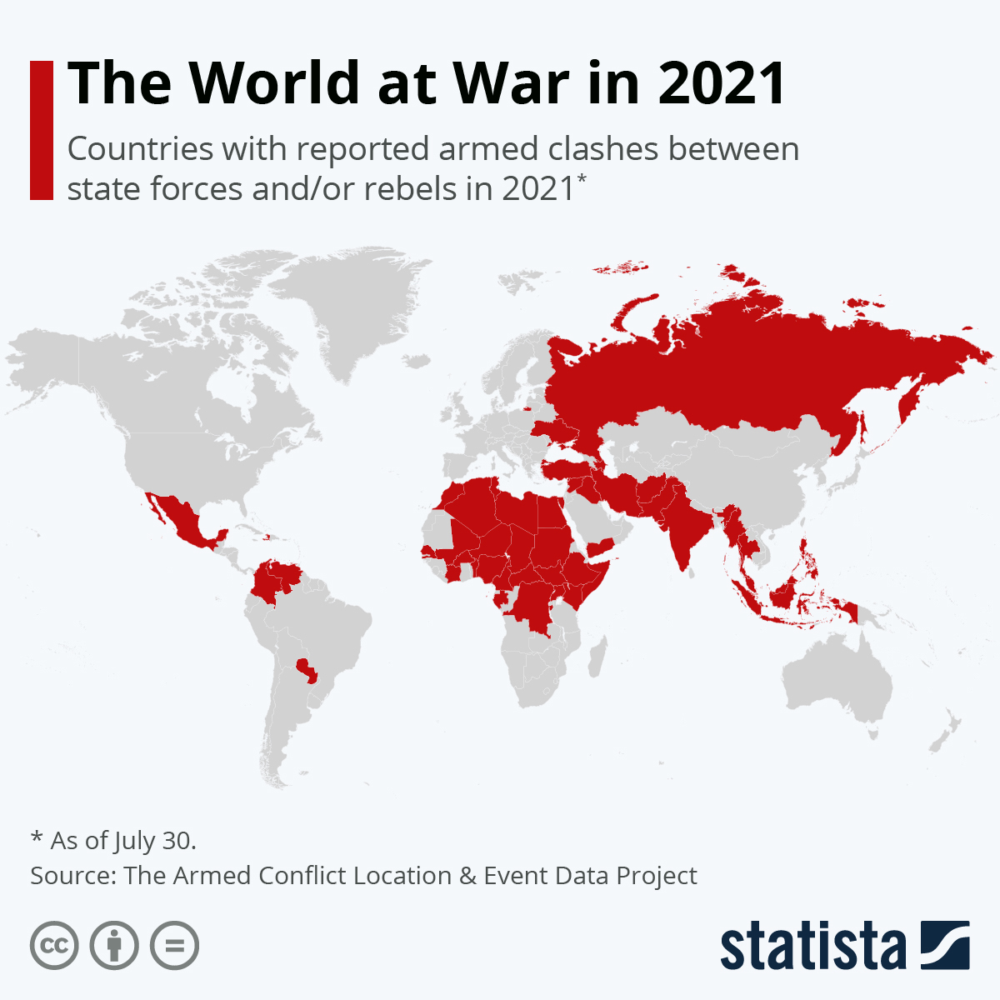 The World at War in 2021
Countries with reported armed clashes between
state forces and/or rebels in 2021*
* As of July 30.
Source: The Armed Conflict Location & Event Data Project
cc
=
statista